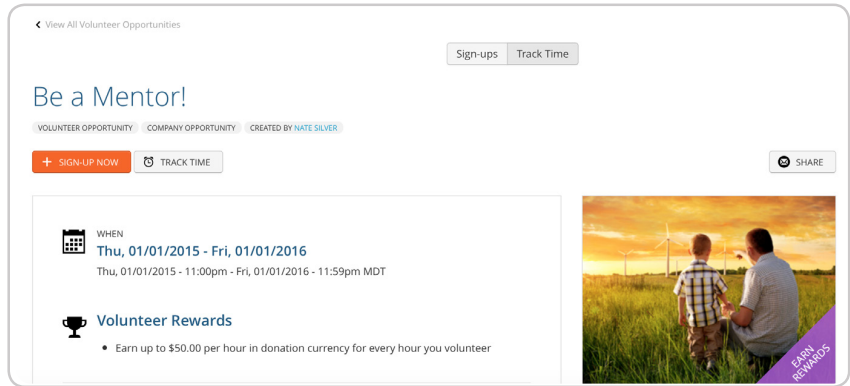 View All Volunteer Opportunities
Sign-ups Track Time
Be a Mentor!
VOLUNTEER OPPORTUNITY COMPANY OPPORTUNITY CREATED BY NATE SILVER
+ SIGN-UP NOW TRACK TIME SHARE
WHEN
Thu, 01/01/2015 - Fri, 01/01/2016
Thu, 01/01/2015 - 11:00pm - Fri, 01/01/2016 - 11:59pm MDT
Volunteer Rewards
• Earn up to $50.00 per hour in donation currency for every hour you volunteer
EARN
REWARDS